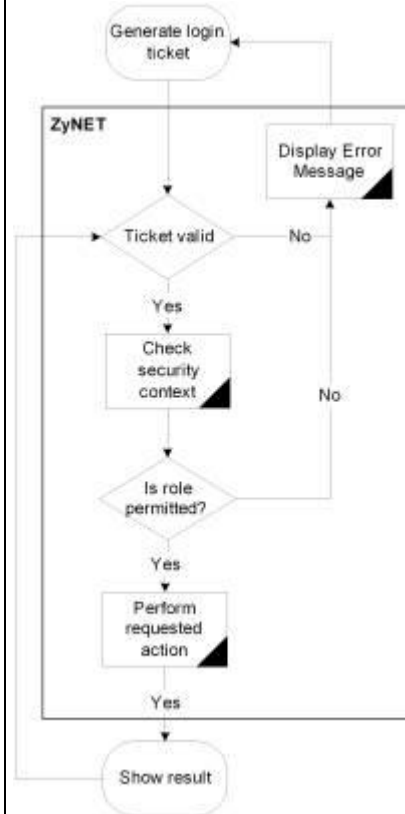 Generate login
ticket
ZyNET
Display Error
Message
Ticket valid
No
Yes
Check
security
context
No
Is role
permitted?
Yes
Perform
requested
action
Yes
Show result